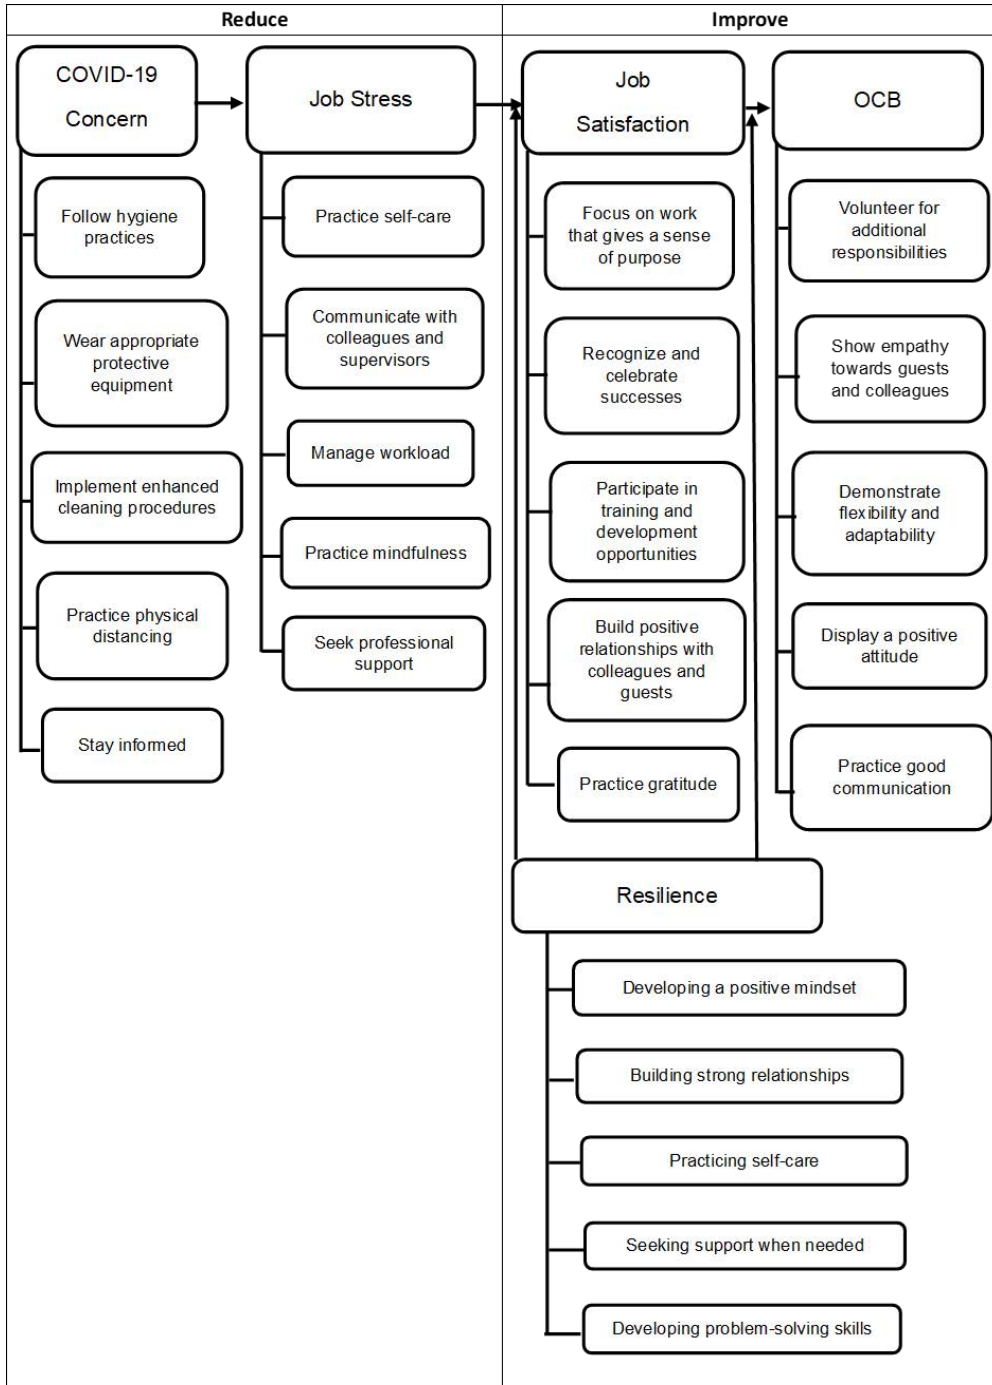 Reduce
Improve
COVID-19
Concern
Job Stress
Job
Satisfaction
OCB
Follow hygiene
practices
Wear appropriate
protective
equipment
Implement enhanced
cleaning procedures
Practice physical
distancing
Stay informed
Practice self-care
Communicate with
colleagues and
supervisors
Manage workload
Practice mindfulness
Seek professional
support
Focus on work
that gives a sense
of purpose
Recognize and
celebrate
successes
Participate in
training and
development
opportunities
Build positive
relationships with
colleagues and
guests
Practice gratitude
Volunteer for
additional
responsibilities
Show empathy
towards guests
and colleagues
Demonstrate
flexibility and
adaptability
Display a positive
attitude
Practice good
communication
Resilience
Developing a positive mindset
Building strong relationships
Practicing self-care
Seeking support when needed
Developing problem-solving skills